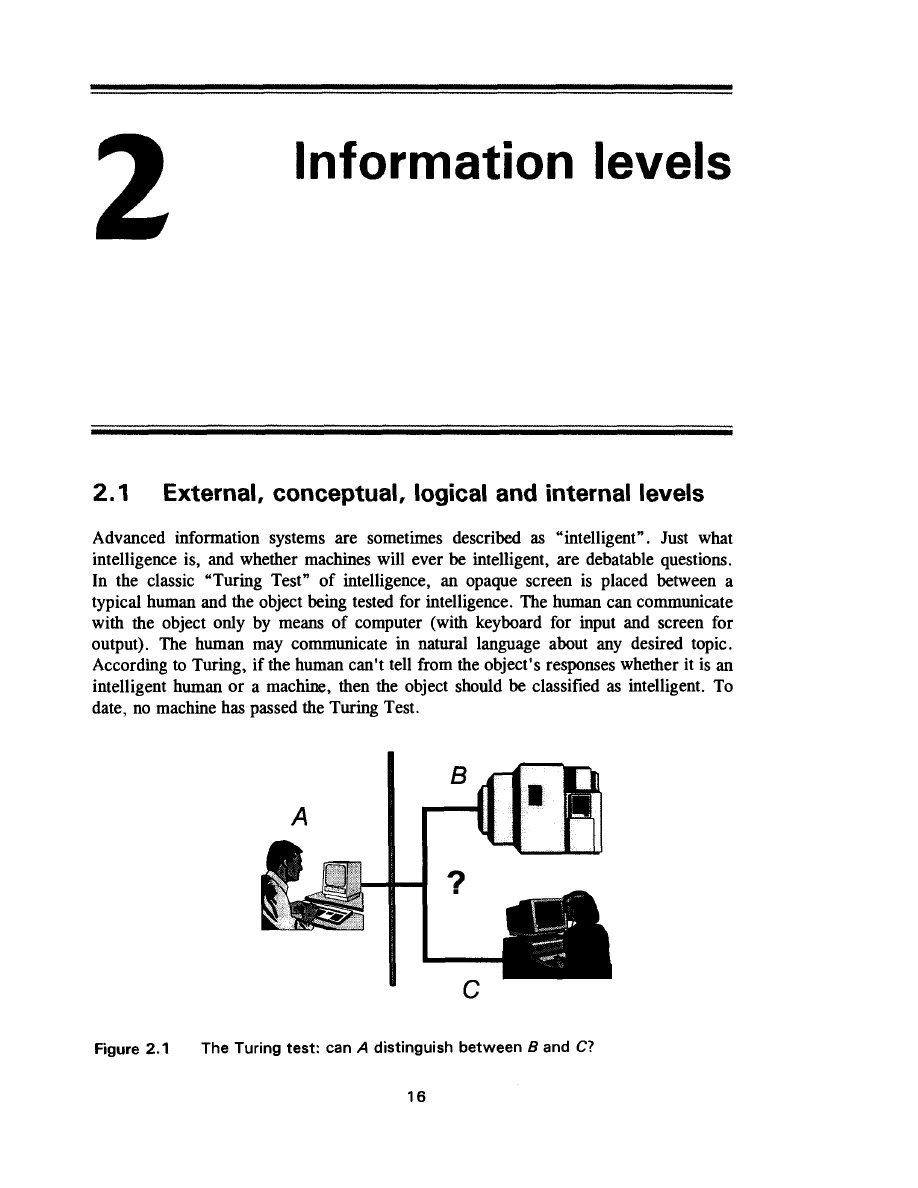 2
Information levels
2.1 External, conceptual, logical and internal levels
Advanced information systems are sometimes described as "intelligent". Just what
intelligence is, and whether machines will ever be intelligent, are debatable questions.
In the classic "Turing Test" of intelligence, an opaque screen is placed between a
typical human and the object being tested for intelligence. The human can communicate
with the object only by means of computer (with keyboard for input and screen for
output). The human may communicate in natural language about any desired topic.
According to Turing, if the human can't tell from the object's responses whether it is an
intelligent human or a machine, then the object should be classified as intelligent. To
date, no machine has passed the Turing Test.
B
A
?
C
Figure 2.1 The Turing test: can A distinguish between B and C?
16